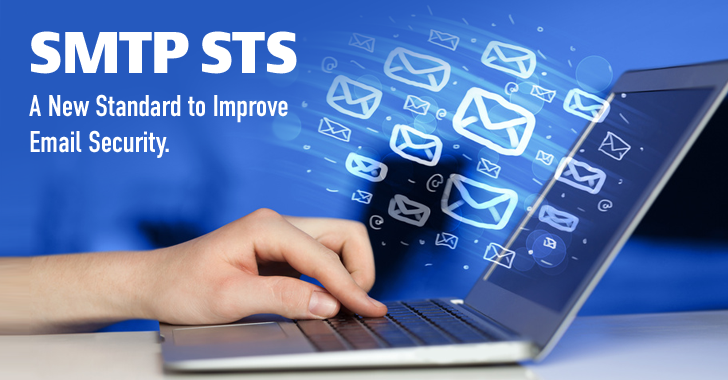 SMTP STS
A New Standard to Improve
Email Security.